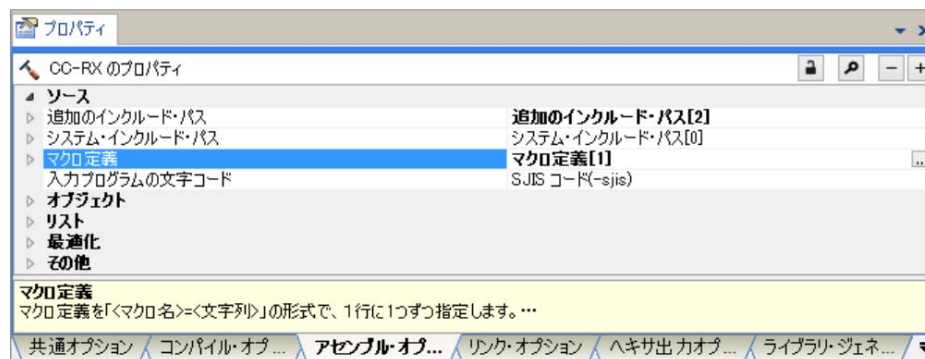 プロパティ
CC-RX のプロパティ
ソース
追加のインクルード・パス 追加のインクルード・パス[2]
システム・インクルード・パス システム・インクルード・パス[0]
マクロ定義 マクロ定義[1] ...
入力プログラムの文字コード SJIS コード(-sjis)
オブジェクト
リスト
最適化
その他
マクロ定義
マクロ定義を「<マクロ名>=<文字列>」の形式で、1行に1つずつ指定します。…
共通オプション コンパイル・オプ... アセンブル・オプ... リンク・オプション ヘキサ出力オプ... ライブラリ・ジェネ...